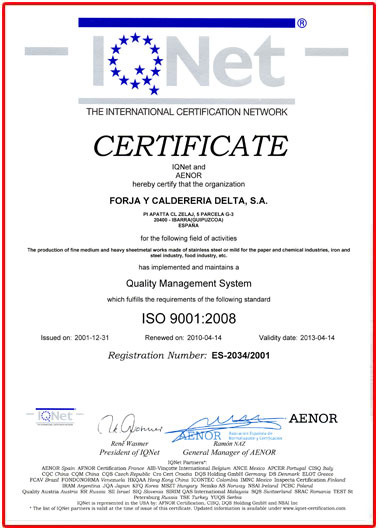 IQNet ®
THE INTERNATIONAL CERTIFICATION NETWORK
CERTIFICATE
IQNet and
AENOR
hereby certify that the organization
FORJA Y CALDERERIA DELTA, S.A.
PI APATTA CL ZELAJ, 5 PARCELA G-3
20400 - IBARRA(GUIPUZCOA)
ESPAÑA
for the following field of activities
The production of fine medium and heavy sheetmetal works made of stainless steel or mild for the paper and chemical industries, iron and
steel industry, food industry, etc.
has implemented and maintains a
Quality Management System
which fulfils the requirements of the following standard
ISO 9001:2008
Issued on: 2001-12-31 Renewed on: 2010-04-14 Validity date: 2013-04-14
Registration Number: ES-2034/2001
IQNet
AENOR Asociación Española de
Normalización y Certificación
AENOR
René Wasmer Ramón NAZ
President of IQNet General Manager of AENOR
IQNet Partners*:
AENOR Spain AFNOR Certification France AIB-Vinçotte International Belgium ANCE Mexico APCER Portugal CISQ Italy
CQC China CQM China CQS Czech Republic Cro Cert Croatia DQS Holding GmbH Germany DS Denmark ELOT Greece
FCAV Brazil FONDONORMA Venezuela HKQAA Hong Kong China ICONTEC Colombia IMNC Mexico Inspecta Certification Finland
IRAM Argentina JQA Japan KFQ Korea MSZT Hungary Nemko AS Norway NSAI Ireland PCBC Poland
Quality Austria Austria RR Russia SII Israel SIQ Slovenia SIRIM QAS International Malaysia SQS Switzerland SRAC Romania TEST St
Petersburg Russia TSE Turkey YUQS Serbia
IQNet is represented in the USA by: AFNOR Certification, CISQ, DQS Holding GmbH and NSAI Inc.
* The list of IQNet partners is valid at the time of issue of this certificate. Updated information is available under www.iqnet-certification.com